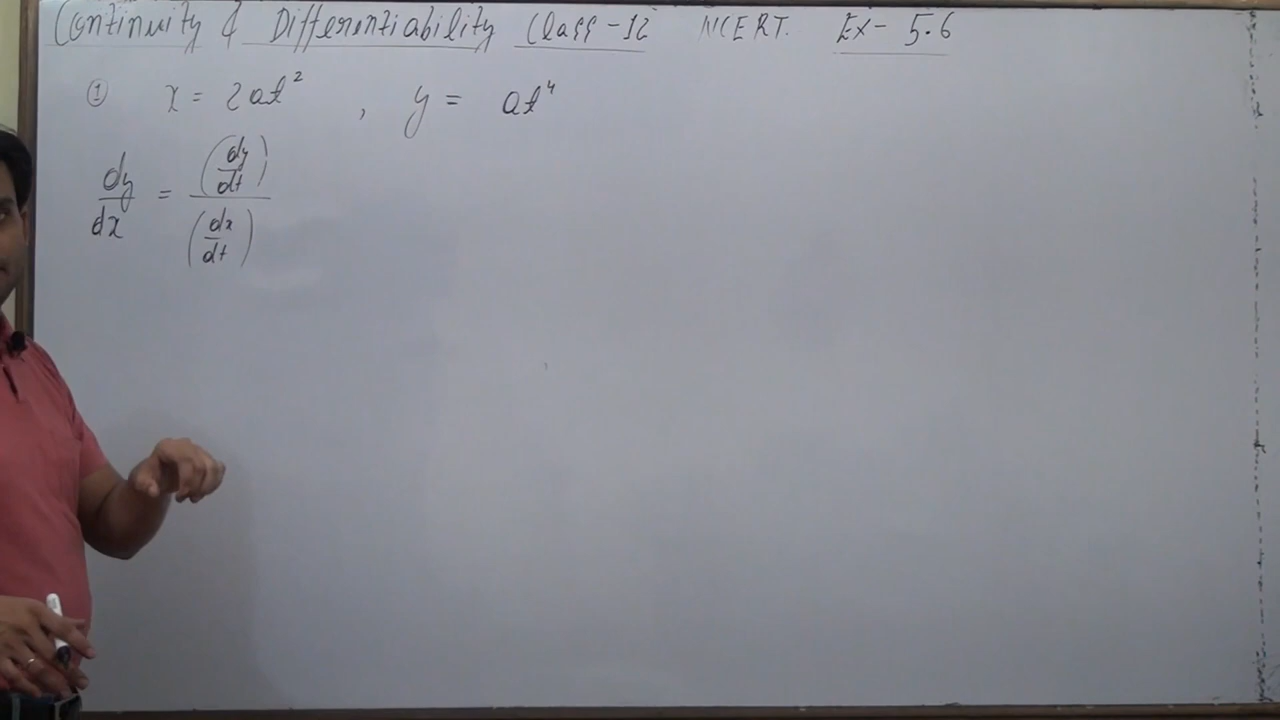 Continuity & Differentiability Class-12 NCERT. Ex- 5.6
① x = 2at² , y = at⁴
dy/dx = (dy/dt)/(dx/dt)